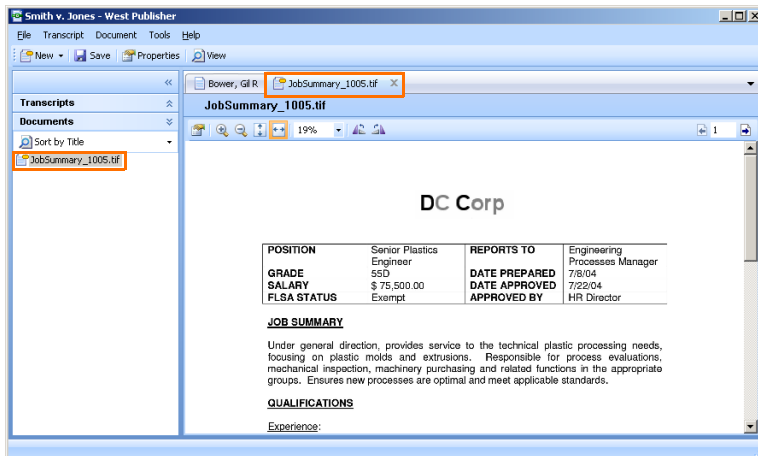 Smith v. Jones - West Publisher
File Transcript Document Tools Help
New Save Properties View
Transcripts
Documents
Sort by Title
JobSummary_1005.tif
Bower, Gil R JobSummary_1005.tif
JobSummary_1005.tif
19% 1
DC Corp
POSITION Senior Plastics Engineer REPORTS TO Engineering Processes Manager
GRADE 55D DATE PREPARED 7/8/04
SALARY $ 75,500.00 DATE APPROVED 7/22/04
FLSA STATUS Exempt APPROVED BY HR Director
JOB SUMMARY
Under general direction, provides service to the technical plastic processing needs,
focusing on plastic molds and extrusions. Responsible for process evaluations,
mechanical inspection, machinery purchasing and related functions in the appropriate
groups. Ensures new processes are optimal and meet applicable standards.
QUALIFICATIONS
Experience: